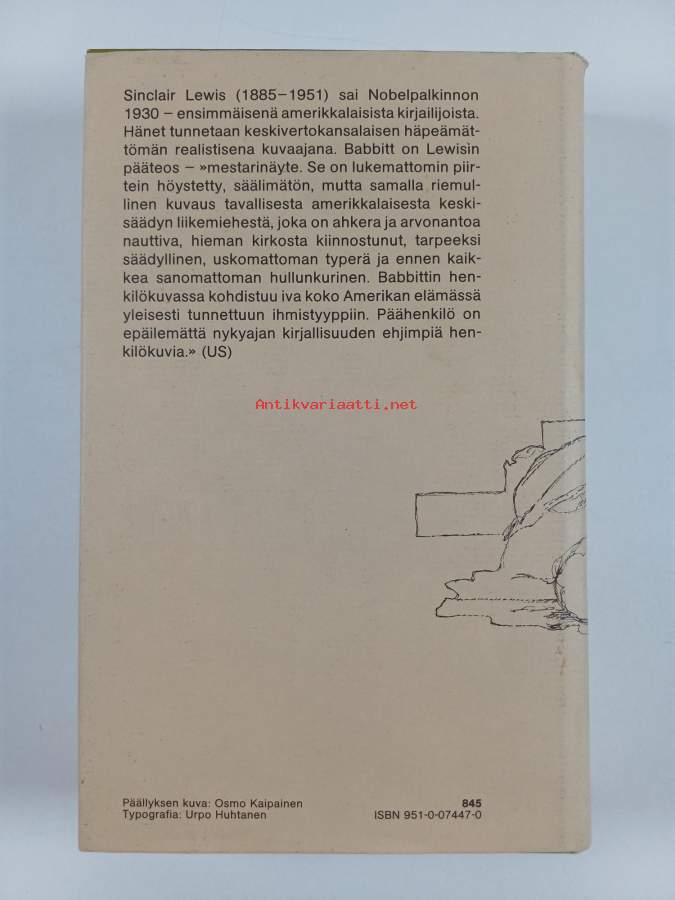 Sinclair Lewis (1885–1951) sai Nobelpalkinnon
1930 – ensimmäisenä amerikkalaisista kirjailijoista.
Hänet tunnetaan keskivertokansalaisen häpeämät-
tömän realistisena kuvaajana. Babbitt on Lewisin
pääteos – »mestarinäyte. Se on lukemattomin piir-
tein höystetty, säälimätön, mutta samalla riemul-
linen kuvaus tavallisesta amerikkalaisesta keski-
säädyn liikemiehestä, joka on ahkera ja arvonantoa
nauttiva, hieman kirkosta kiinnostunut, tarpeeksi
säädyllinen, uskomattoman typerä ja ennen kaik-
kea sanomattoman hullunkurinen. Babbittin hen-
kilökuvassa kohdistuu iva koko Amerikan elämässä
yleisesti tunnettuun ihmistyyppiin. Päähenkilö on
epäilemättä nykyajan kirjallisuuden ehjimpiä hen-
kilökuvia.» (US)
Antikvariaatti.net
Päällyksen kuva: Osmo Kaipainen
Typografia: Urpo Huhtanen
845
ISBN 951-0-07447-0